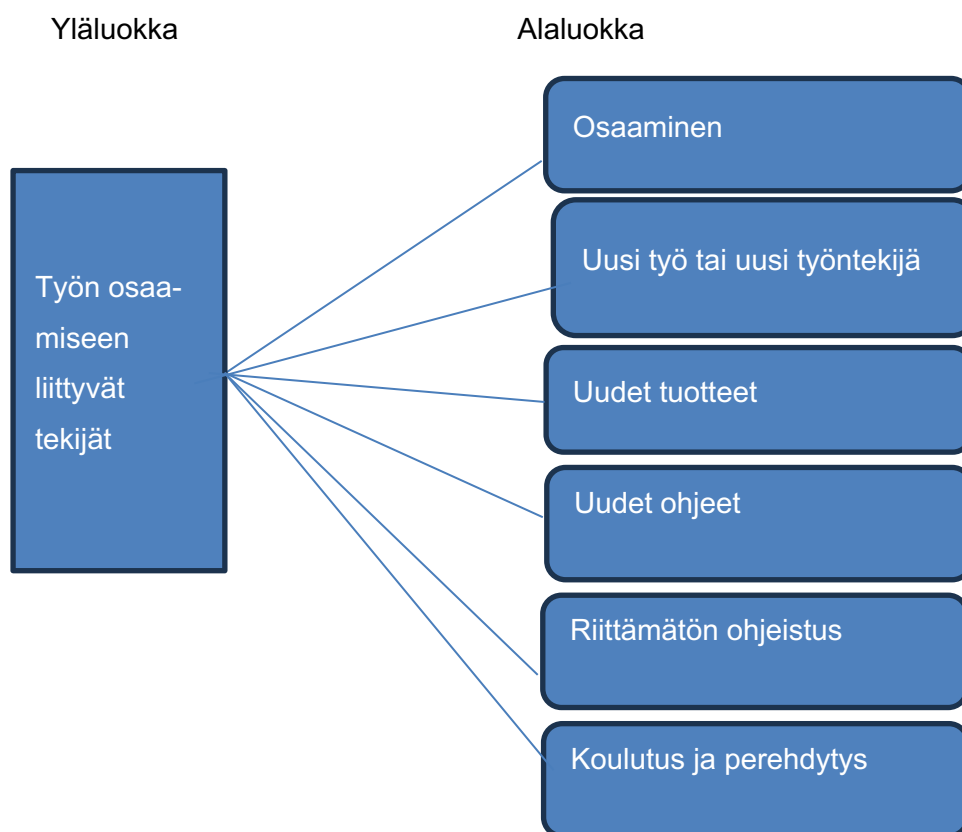 Yläluokka
Alaluokka
Työn osaa-
miseen
liittyvät
tekijät
Osaaminen
Uusi työ tai uusi työntekijä
Uudet tuotteet
Uudet ohjeet
Riittämätön ohjeistus
Koulutus ja perehdytys